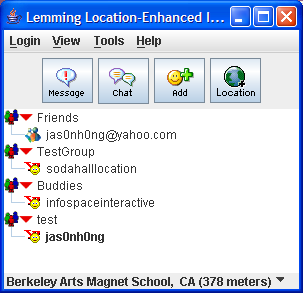 Lemming Location-Enhanced I...
Login View Tools Help
Message Chat Add Location
Friends
jas0nh0ng@yahoo.com
TestGroup
sodahalllocation
Buddies
infospaceinteractive
test
jas0nh0ng
Berkeley Arts Magnet School, CA (378 meters)